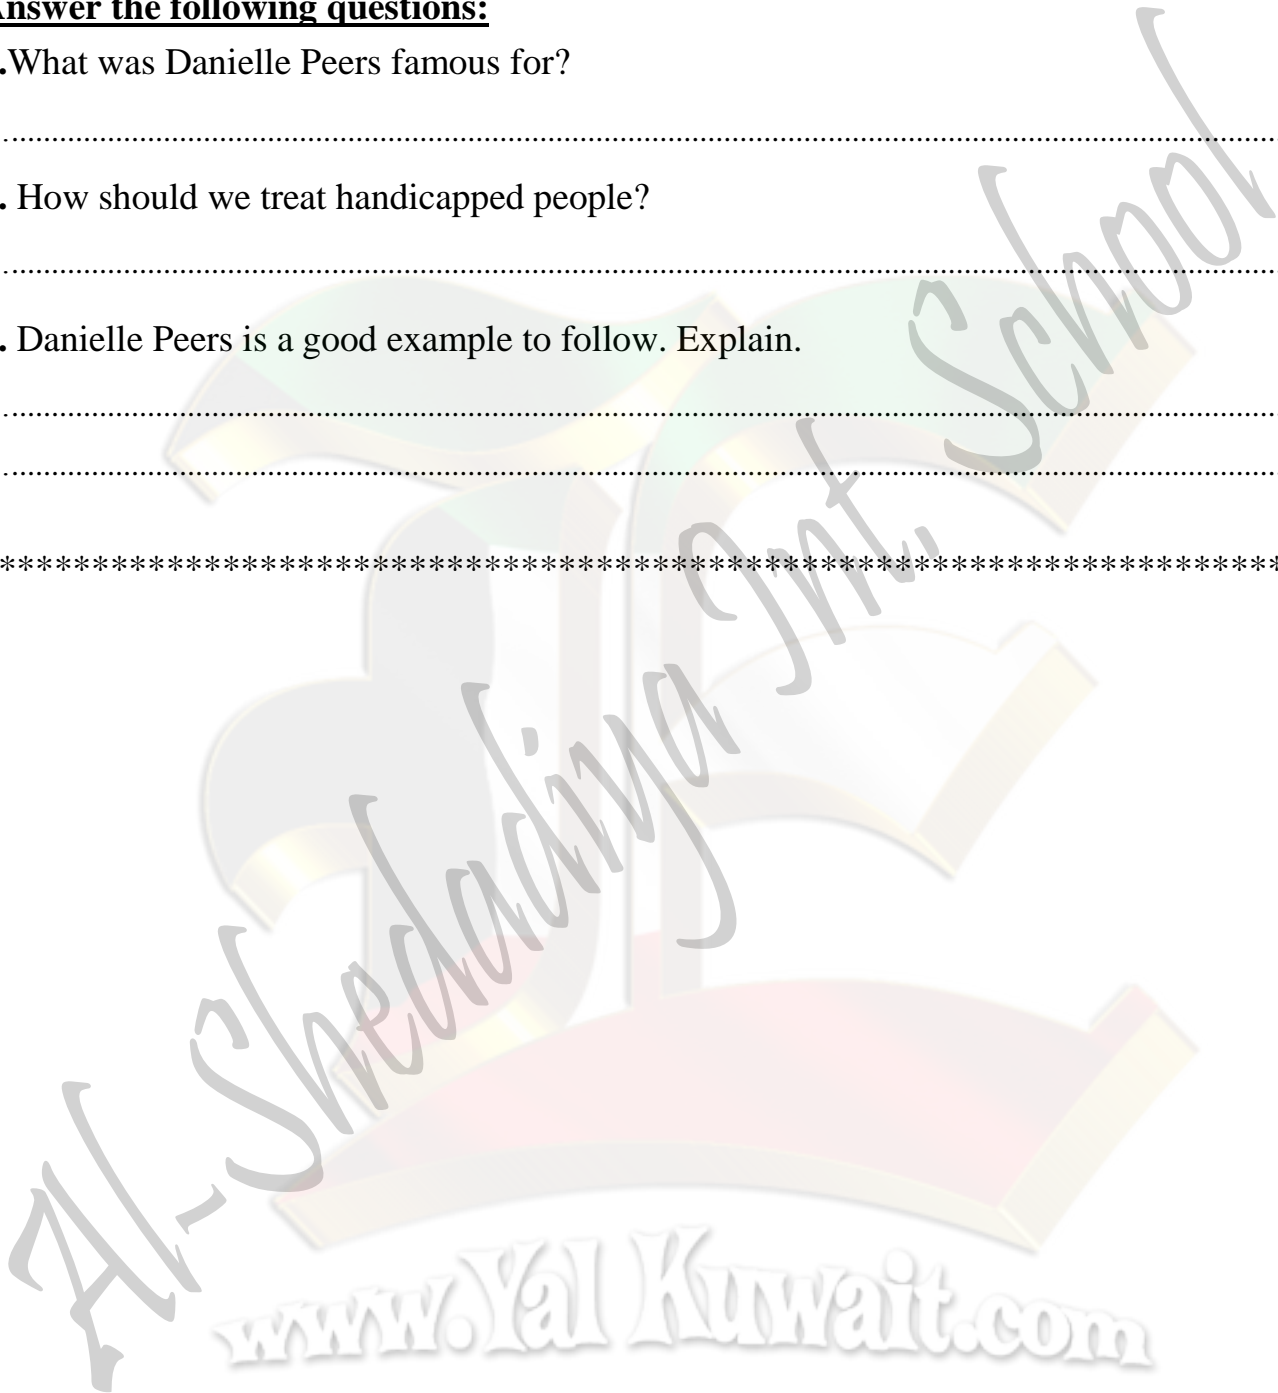 Answer the following questions:
.What was Danielle Peers famous for?
................................................................................................................................
. How should we treat handicapped people?
................................................................................................................................
. Danielle Peers is a good example to follow. Explain.
................................................................................................................................
................................................................................................................................
*********************************************************************
Al-Shedadiya Int. School
www.Yal Kuwait.com